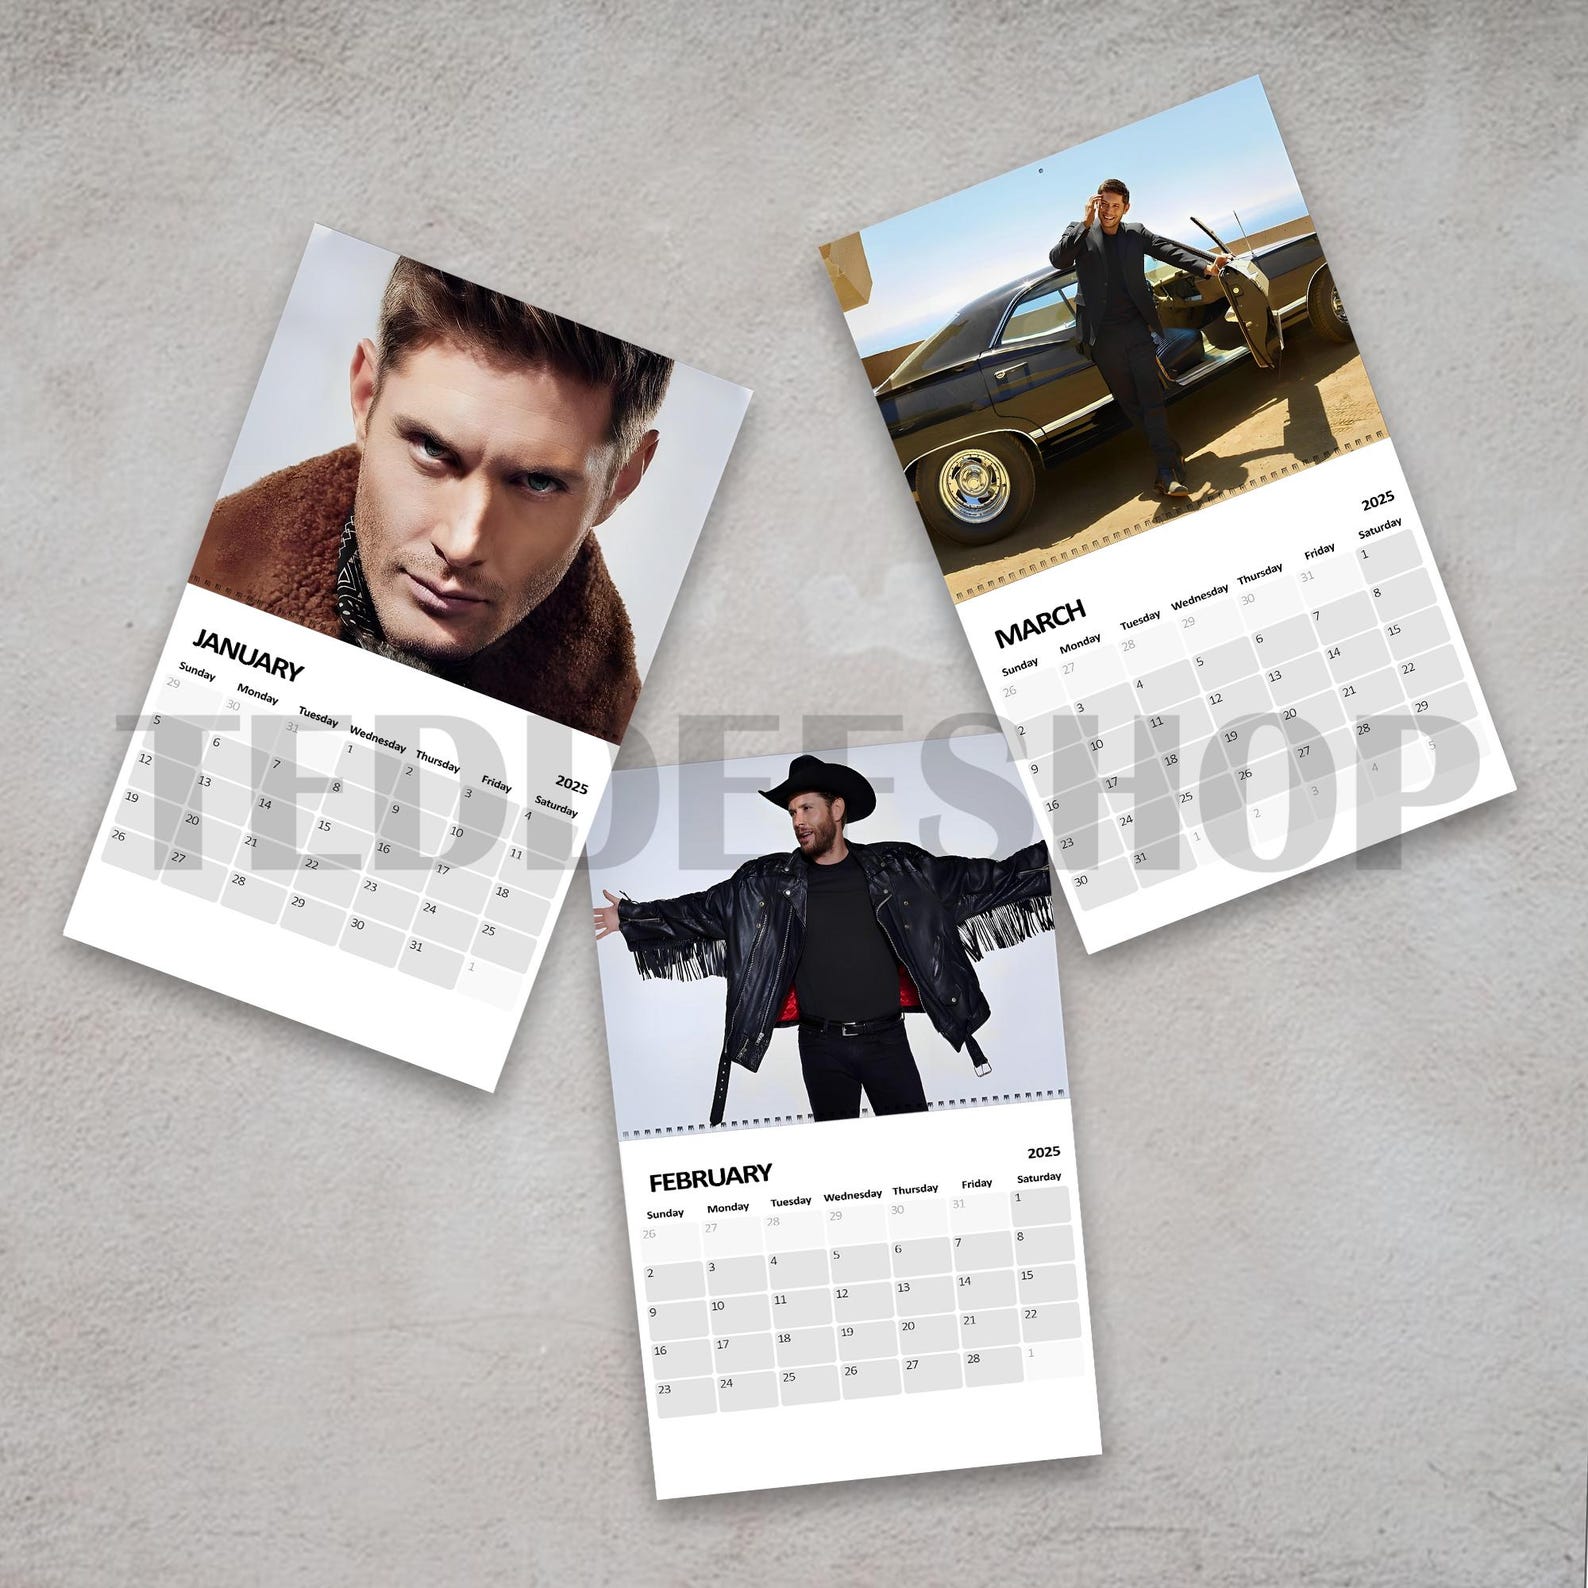 JANUARY
2025
Sunday Monday Tuesday Wednesday Thursday Friday Saturday
29 30 31 1 2 3 4
5 6 7 8 9 10 11
12 13 14 15 16 17 18
19 20 21 22 23 24 25
26 27 28 29 30 31 1
MARCH
2025
Sunday Monday Tuesday Wednesday Thursday Friday Saturday
26 27 28 29 30 31 1
2 3 4 5 6 7 8
9 10 11 12 13 14 15
16 17 18 19 20 21 22
23 24 25 26 27 28 29
30 31 1 2 3 4 5
TEDDEESHOP
FEBRUARY
2025
Sunday Monday Tuesday Wednesday Thursday Friday Saturday
26 27 28 29 30 31 1
2 3 4 5 6 7 8
9 10 11 12 13 14 15
16 17 18 19 20 21 22
23 24 25 26 27 28 1